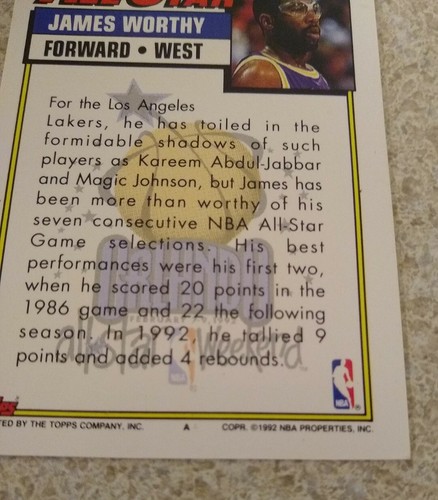 JAMES WORTHY
FORWARD • WEST
For the Los Angeles
Lakers, he has toiled in the
formidable shadows of such
players as Kareem Abdul-Jabbar
and Magic Johnson, but James has
been more than worthy of his
seven consecutive NBA All-Star
Game selections. His best
performances were his first two,
when he scored 20 points in the
1986 game and 22 the following
season. In 1992, he tallied 9
points and added 4 rebounds.
NBA
TED BY THE TOPPS COMPANY, INC. A COPR. ©1992 NBA PROPERTIES, INC.